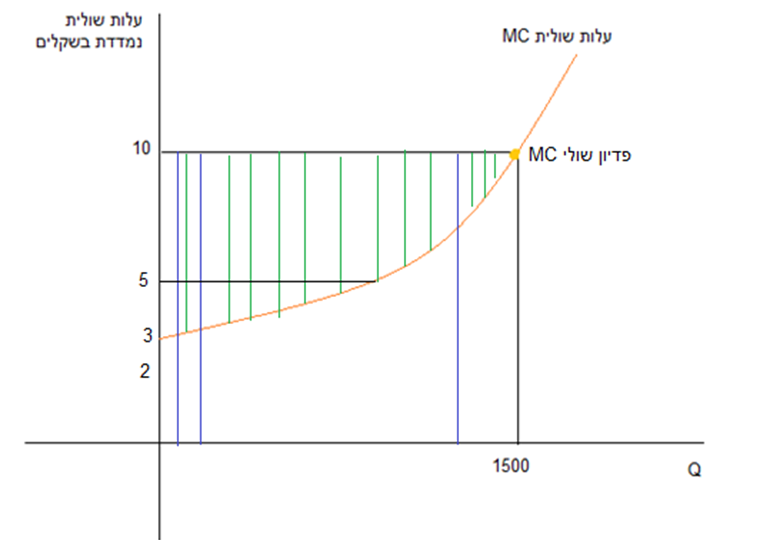 עלות שולית
נמדדת בשקלים
עלות שולית MC
10
פדיון שולי MC
5
3
2
1500
Q